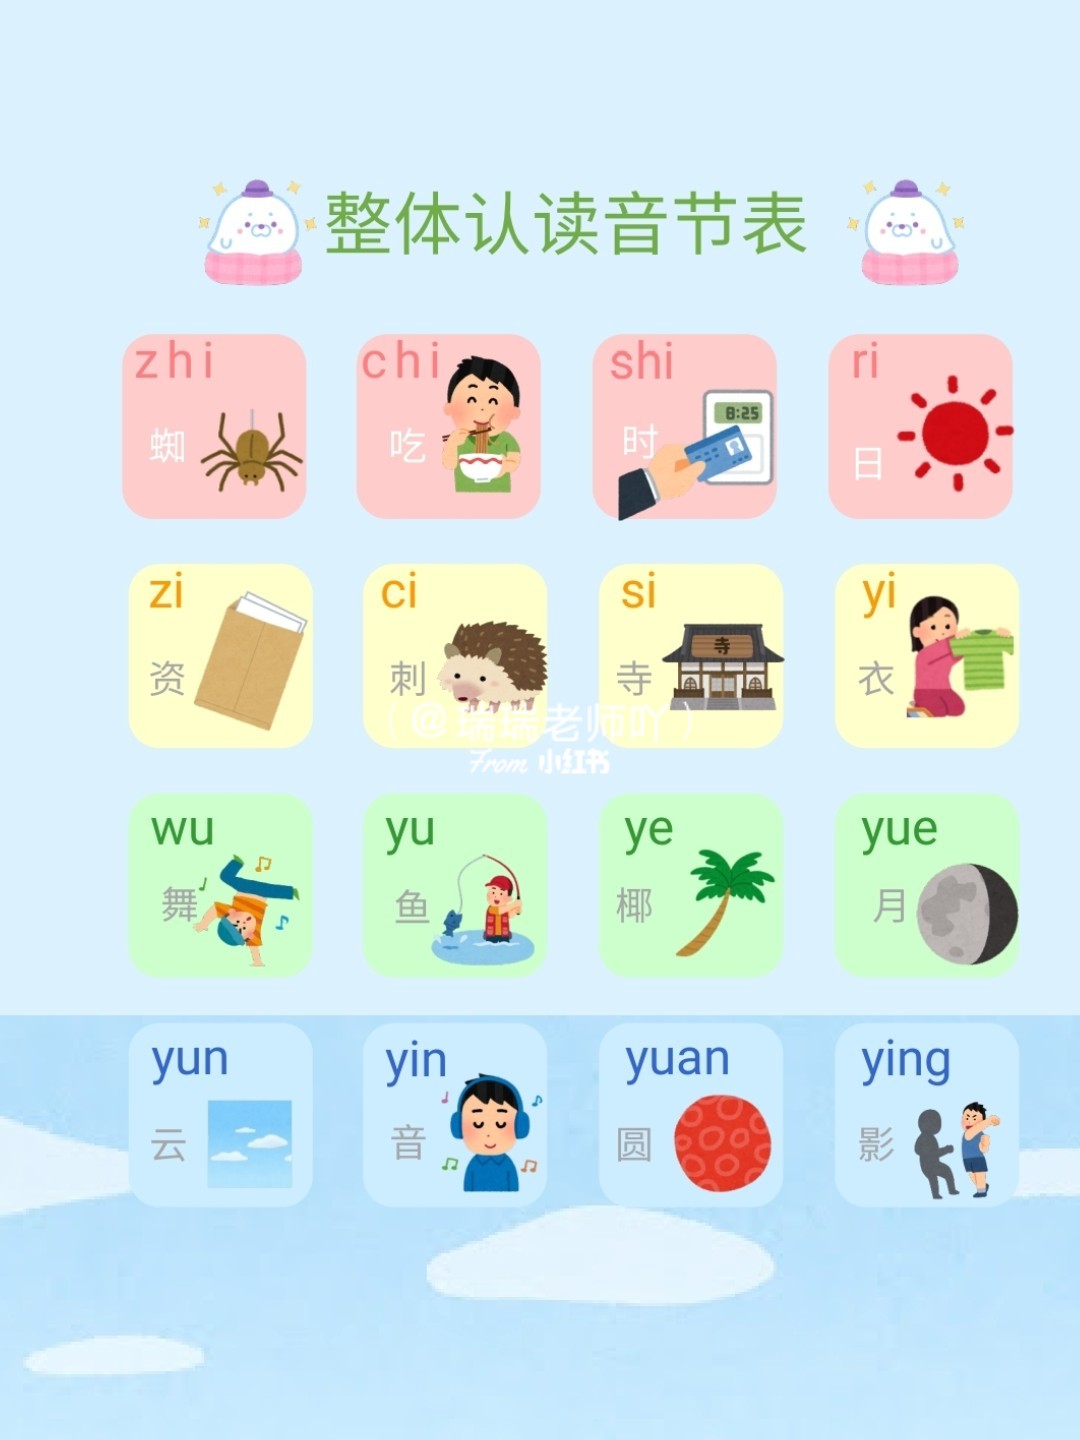 整体认读音节表
zhi chi shi ri
8:25
蜘 吃 时 日
zi ci si yi
寺
资 刺 寺 衣
（@瑞瑞老师吖）
From 小红书
wu yu ye yue
舞 鱼 椰 月
yun yin yuan ying
云 音 圆 影